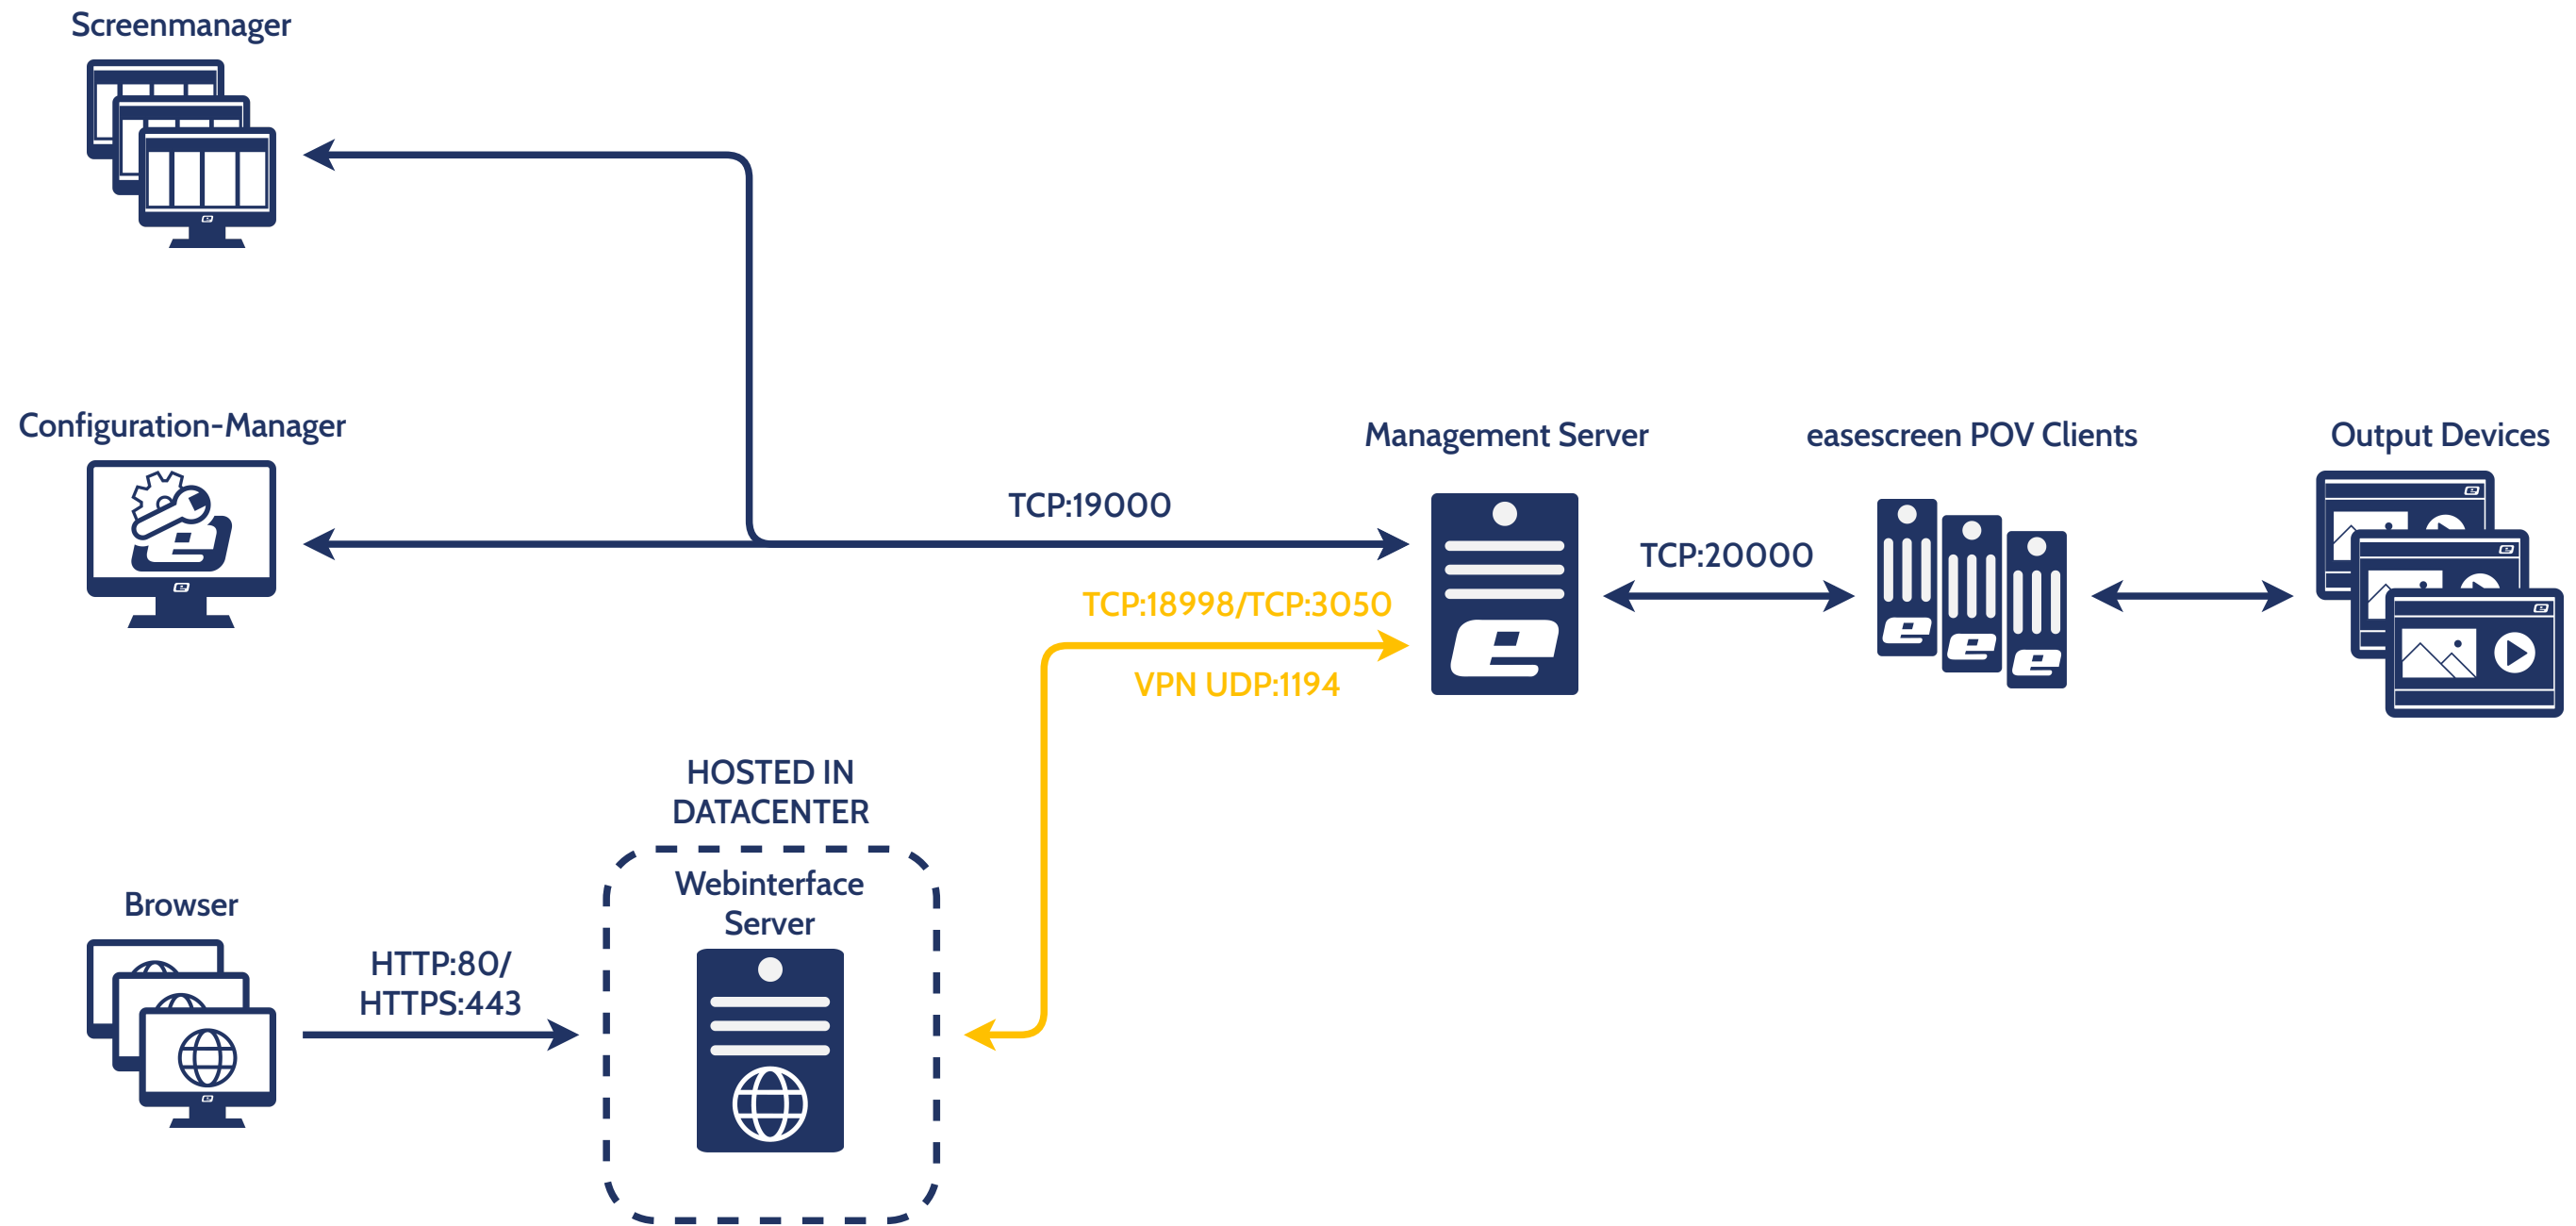 Screenmanager
Configuration-Manager
Management Server
easescreen POV Clients
Output Devices
TCP:19000
TCP:20000
TCP:18998/TCP:3050
VPN UDP:1194
HOSTED IN
DATACENTER
Webinterface
Server
Browser
HTTP:80/
HTTPS:443